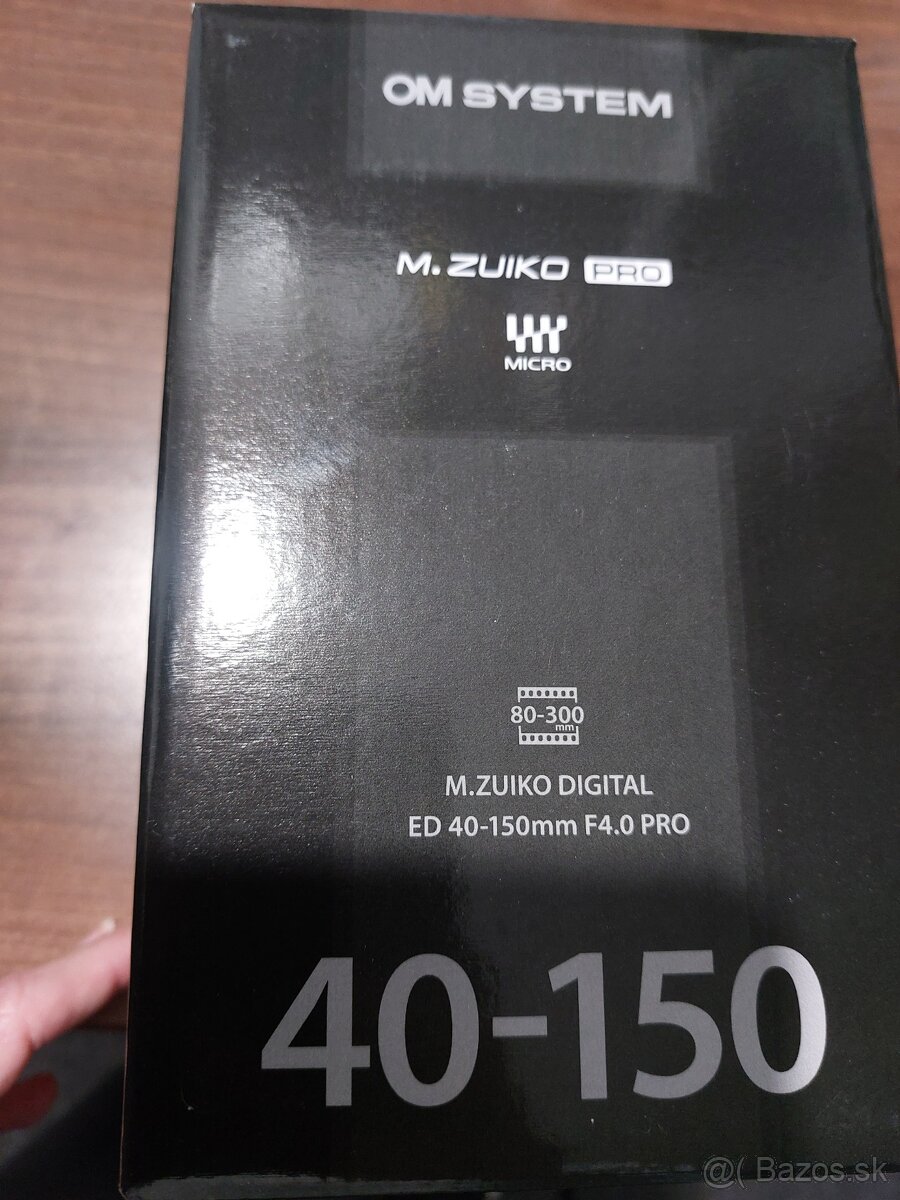 OM SYSTEM
M.ZUIKO PRO
MICRO
80-300
mm
M.ZUIKO DIGITAL
ED 40-150mm F4.0 PRO
40-150
@( Bazos.sk